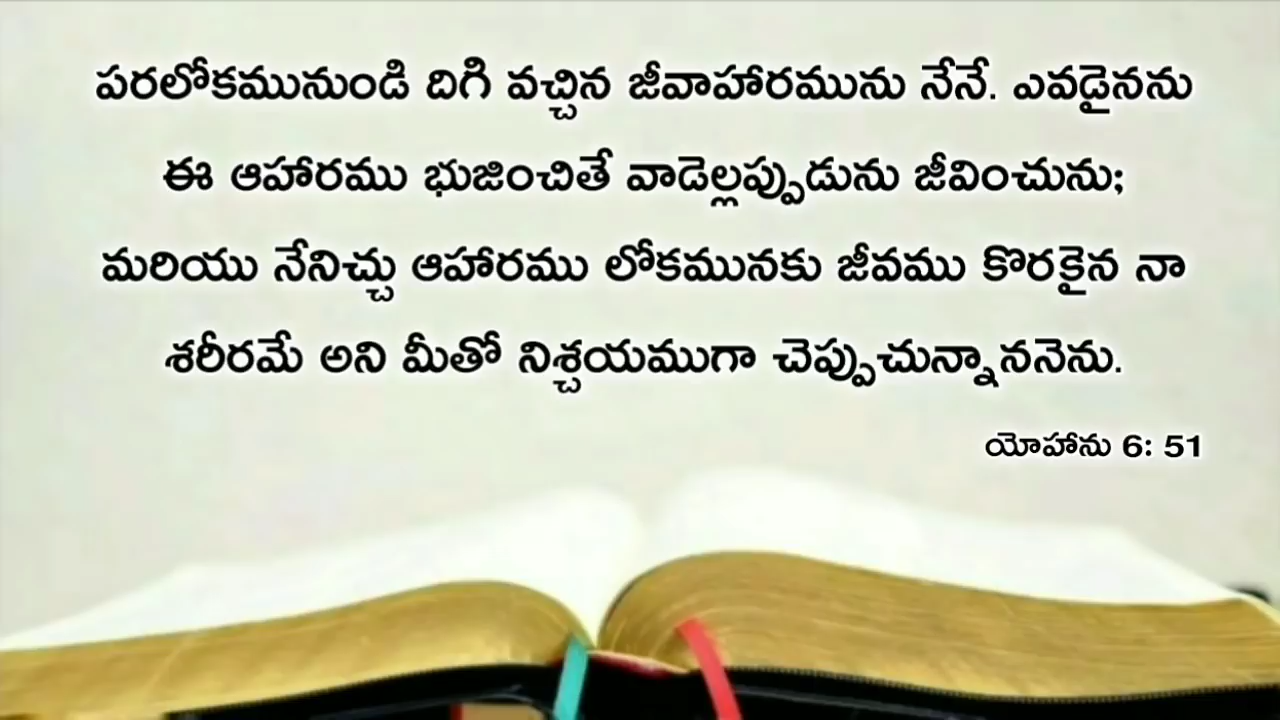 పరలోకమునుండి దిగి వచ్చిన జీవాహారమును నేనే. ఎవడైనను
ఈ ఆహారము భుజించితే వాడెల్లప్పుడును జీవించును;
మరియు నేనిచ్చు ఆహారము లోకమునకు జీవము కొరకైన నా
శరీరమే అని మీతో నిశ్చయముగా చెప్పుచున్నాననెను.
యోహాను 6: 51